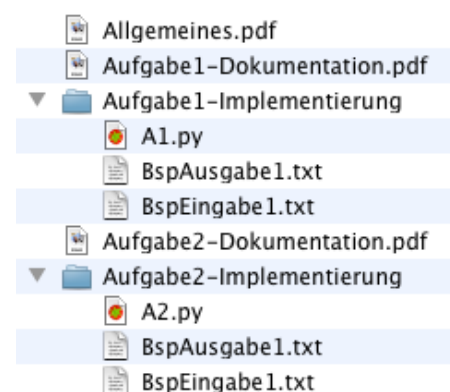 Allgemeines.pdf
Aufgabe1-Dokumentation.pdf
Aufgabe1-Implementierung
A1.py
BspAusgabe1.txt
BspEingabe1.txt
Aufgabe2-Dokumentation.pdf
Aufgabe2-Implementierung
A2.py
BspAusgabe1.txt
BspEingabe1.txt